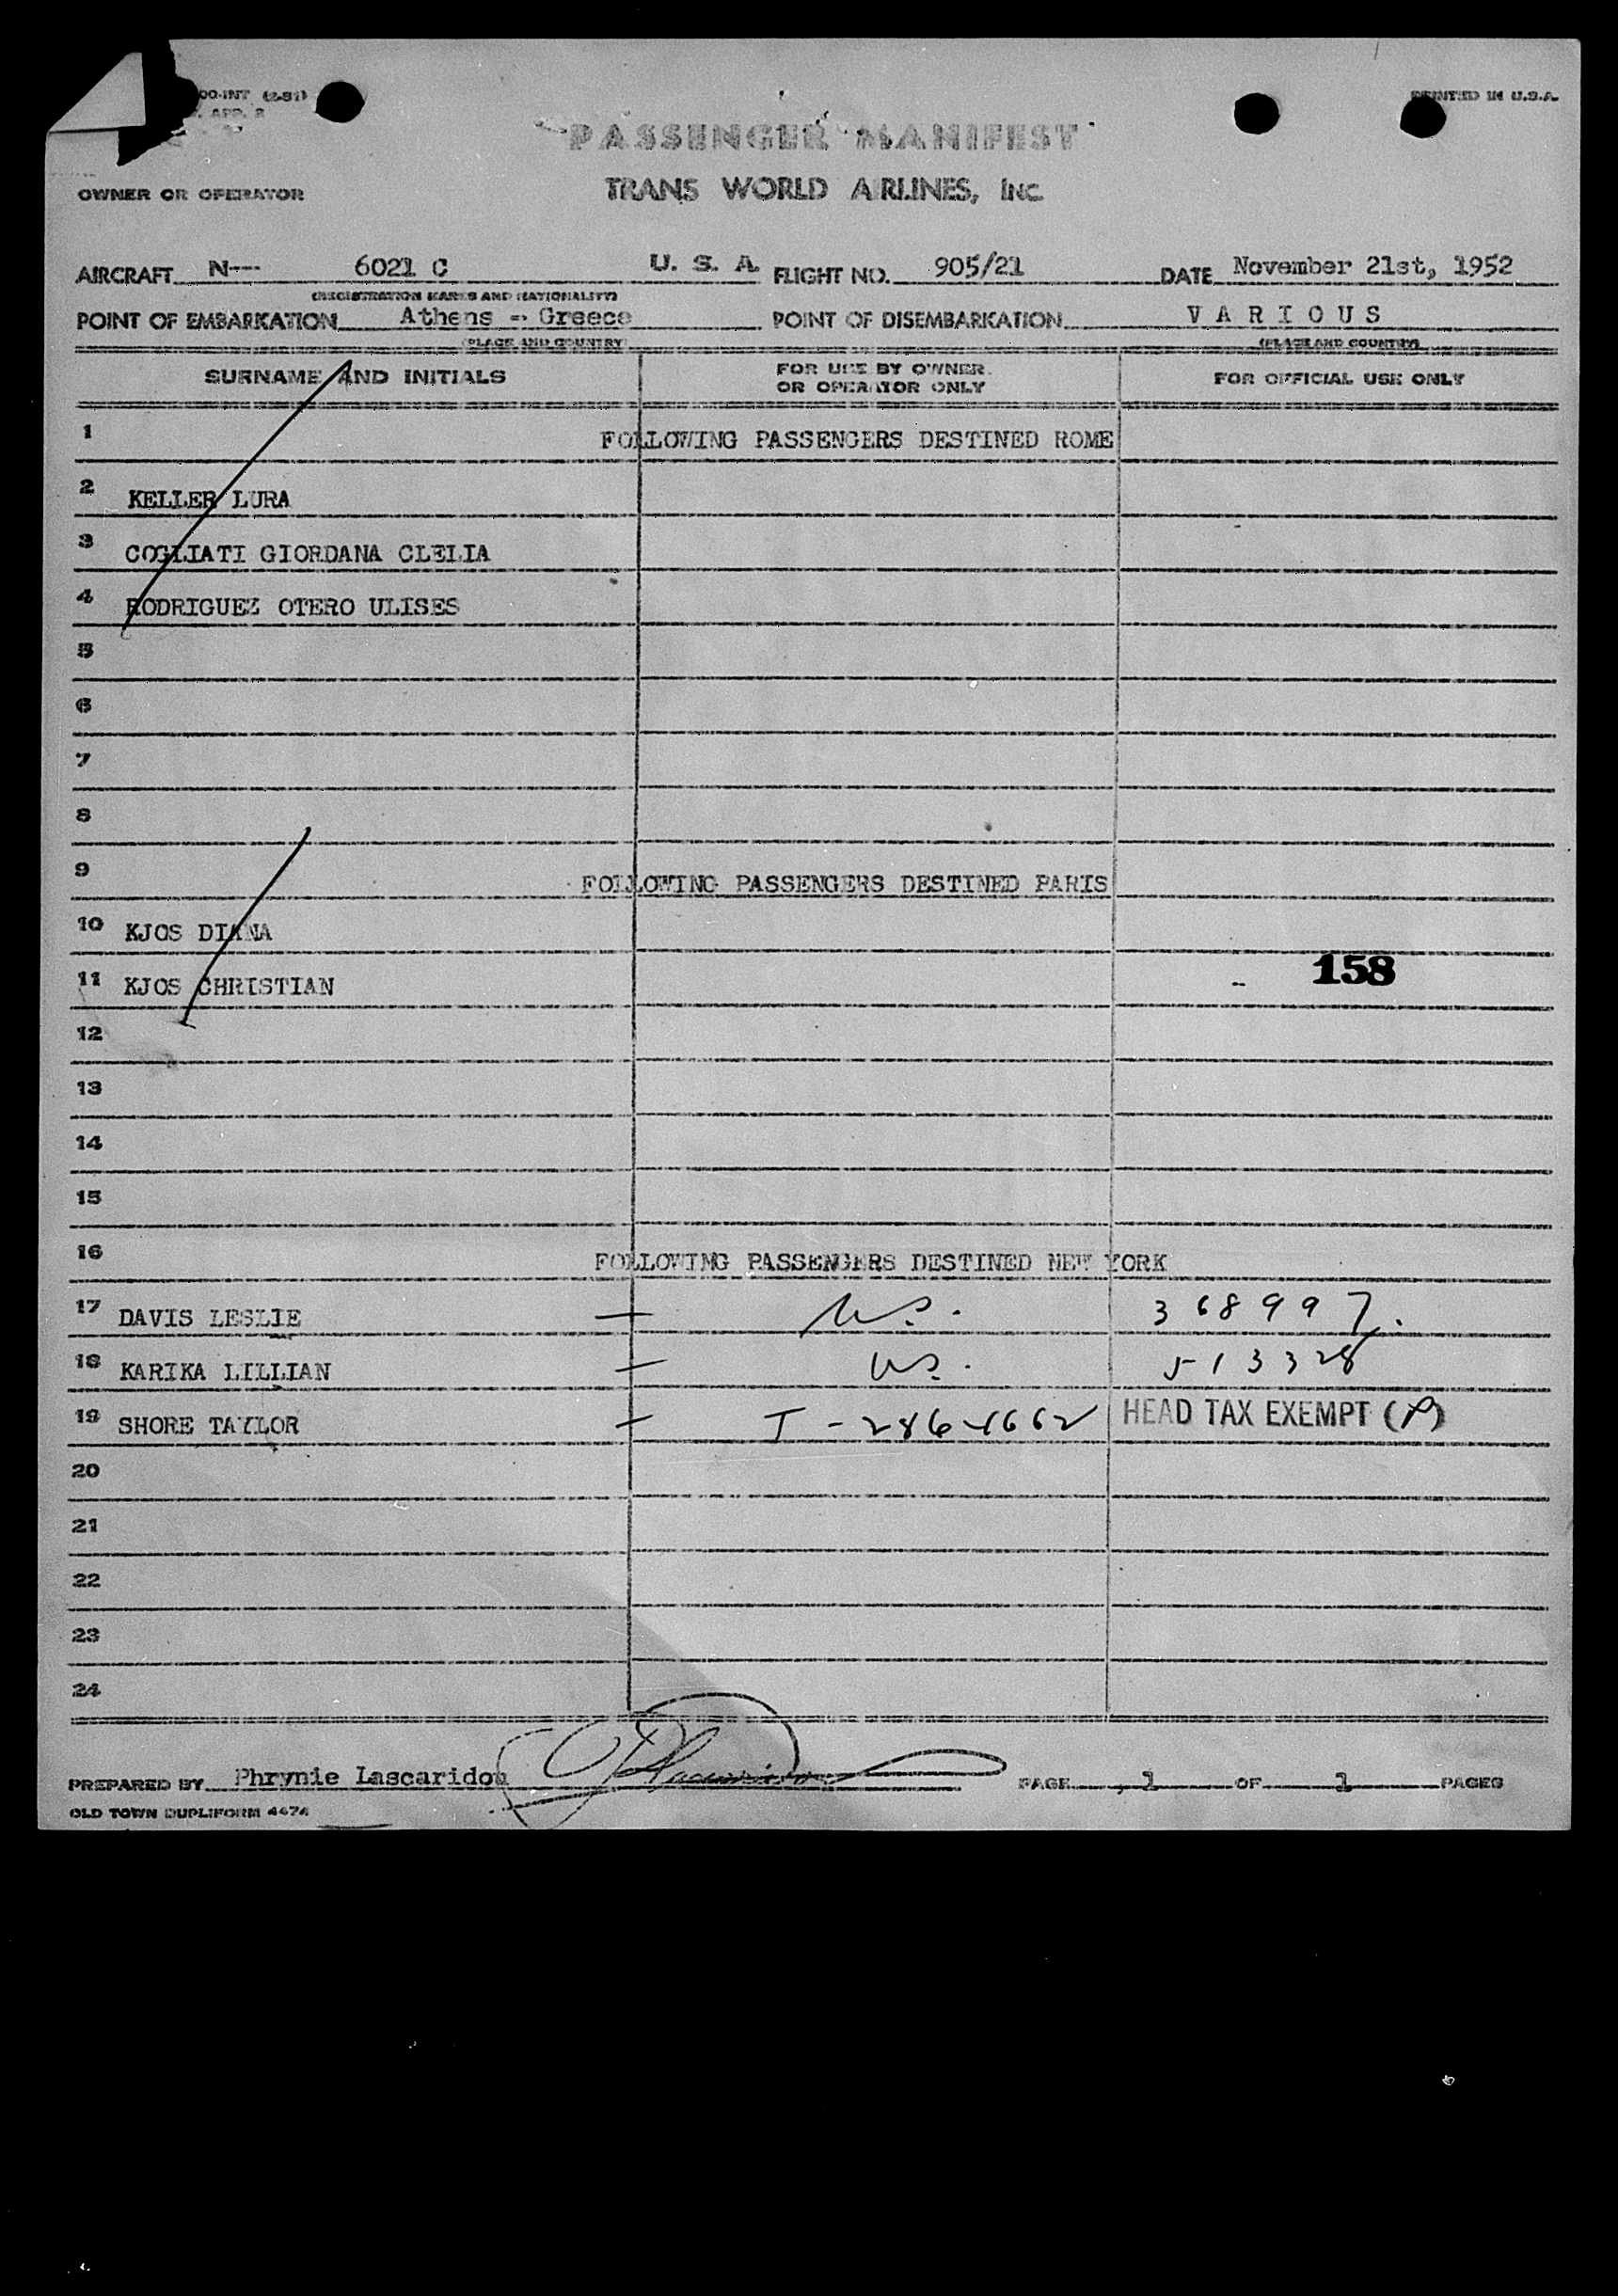 00-INT (2-51)
APP. 2
PRINTED IN U.S.A.
PASSENGER MANIFEST
OWNER OR OPERATOR
TRANS WORLD AIRLINES, INC.
AIRCRAFT N--- 6021 C U. S. A. FLIGHT NO. 905/21 DATE November 21st, 1952
(REGISTRATION MARKS AND NATIONALITY)
POINT OF EMBARKATION Athens - Greece POINT OF DISEMBARKATION V A R I O U S
(PLACE AND COUNTRY) (PLACE AND COUNTRY)
SURNAME AND INITIALS FOR USE BY OWNER OR OPERATOR ONLY FOR OFFICIAL USE ONLY
1 FOLLOWING PASSENGERS DESTINED ROME
2 KELLER LURA
3 COGLIATI GIORDANA CLELIA
4 RODRIGUEZ OTERO ULISES
5
6
7
8
9 FOLLOWING PASSENGERS DESTINED PARIS
10 KJOS DIANA
11 KJOS CHRISTIAN 158
12
13
14
15
16 FOLLOWING PASSENGERS DESTINED NEW YORK
17 DAVIS LESLIE — US. 368997.
18 KARIKA LILLIAN — US. 513328
19 SHORE TAYLOR — HEAD TAX EXEMPT (P)
20
21
22
23
24
PREPARED BY Phrynie Lascaridou PAGE 1 OF 1 PAGES
OLD TOWN DUPLIFORM 4474